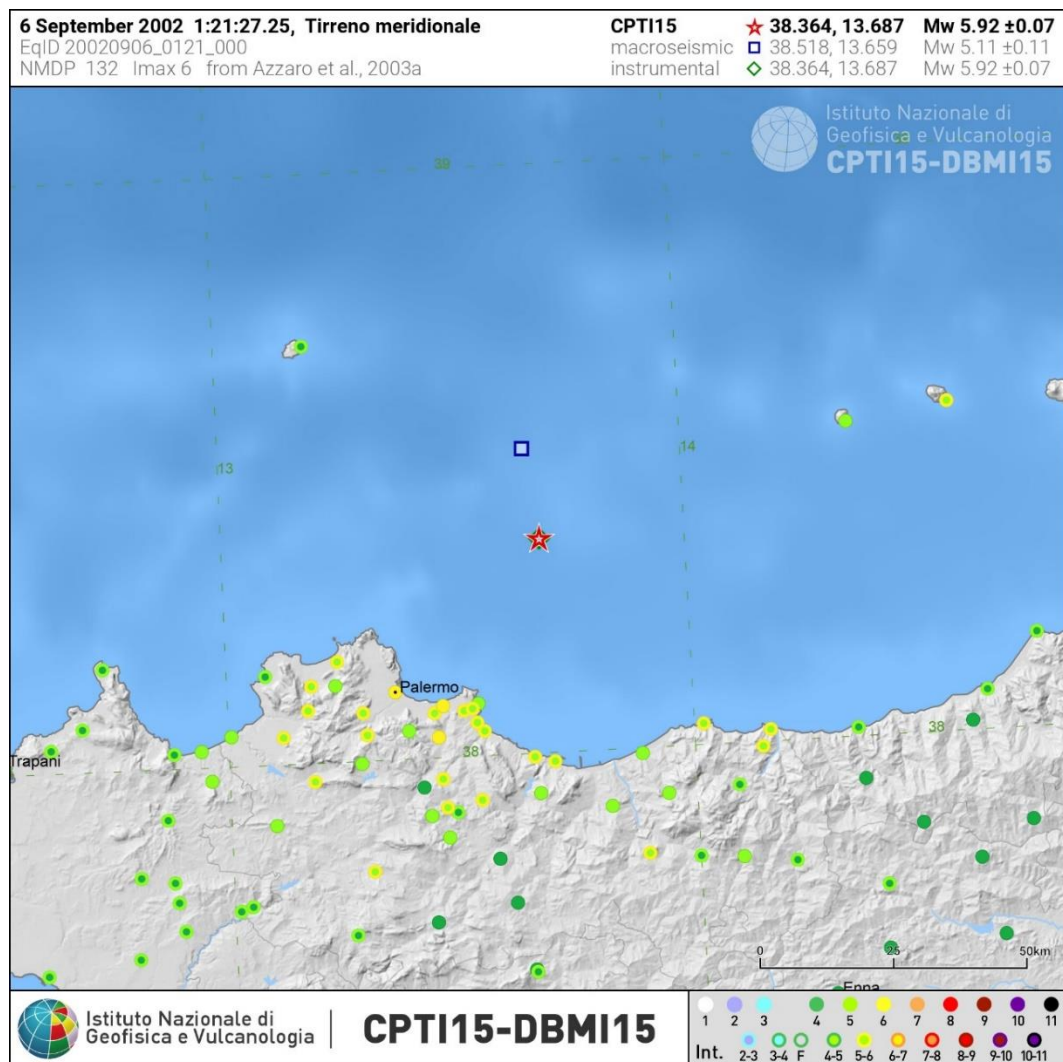 6 September 2002 1:21:27.25, Tirreno meridionale
EqID 20020906_0121_000
NMDP 132 Imax 6 from Azzaro et al., 2003a
CPTI15 38.364, 13.687 Mw 5.92 ±0.07
macroseismic 38.518, 13.659 Mw 5.11 ±0.11
instrumental 38.364, 13.687 Mw 5.92 ±0.07
Istituto Nazionale di
Geofisica e Vulcanologia
CPTI15-DBMI15
39
13
14
Palermo
38
38
Trapani
0 25 50km
Enna
Istituto Nazionale di
Geofisica e Vulcanologia
CPTI15-DBMI15
1 2 3 4 5 6 7 8 9 10 11
Int. 2-3 3-4 F 4-5 5-6 6-7 7-8 8-9 9-10 10-11